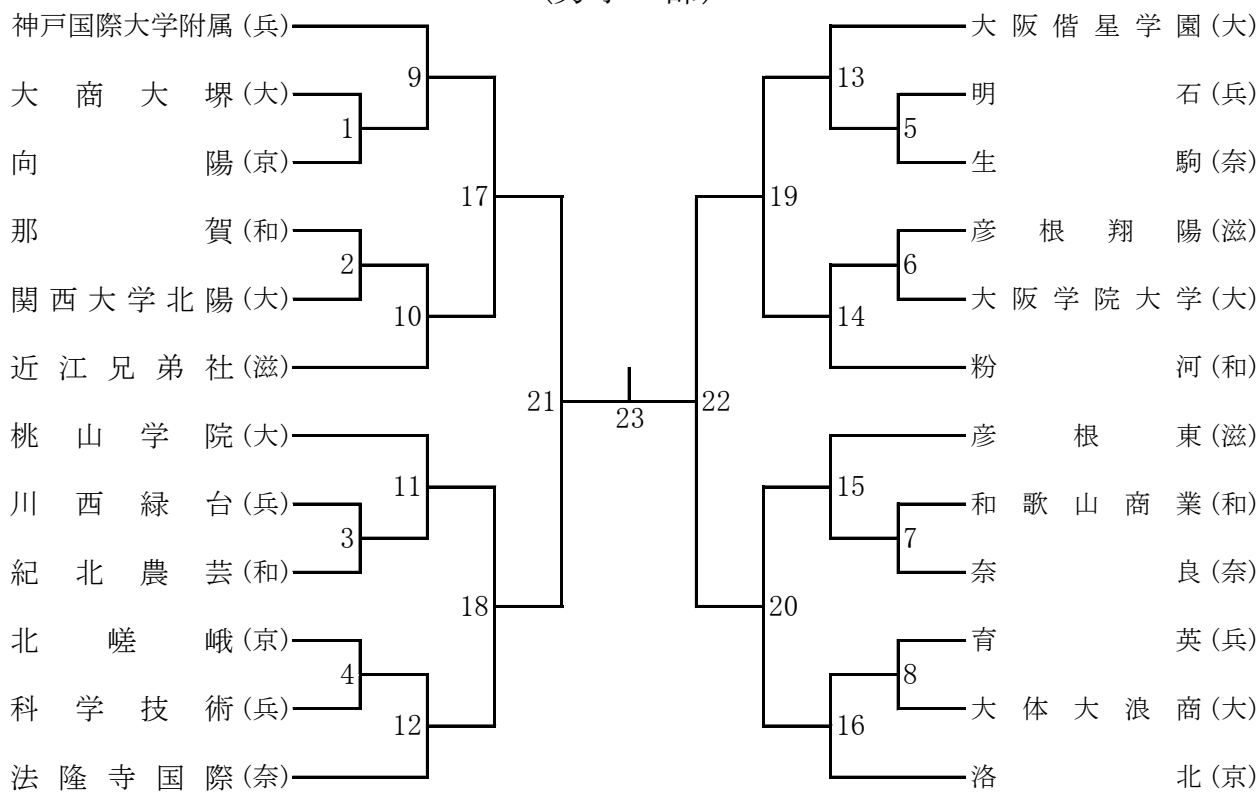 神戸国際大学附属(兵)
大商大堺(大)
向陽(京)
那賀(和)
関西大学北陽(大)
近江兄弟社(滋)
桃山学院(大)
川西緑台(兵)
紀北農芸(和)
北嵯峨(京)
科学技術(兵)
法隆寺国際(奈)
9
1
17
2
10
21
11
3
18
4
12
23
13
5
19
6
14
22
15
7
20
8
16
大阪偕星学園(大)
明石(兵)
生駒(奈)
彦根翔陽(滋)
大阪学院大学(大)
粉河(和)
彦根東(滋)
和歌山商業(和)
奈良(奈)
育英(兵)
大体大浪商(大)
洛北(京)